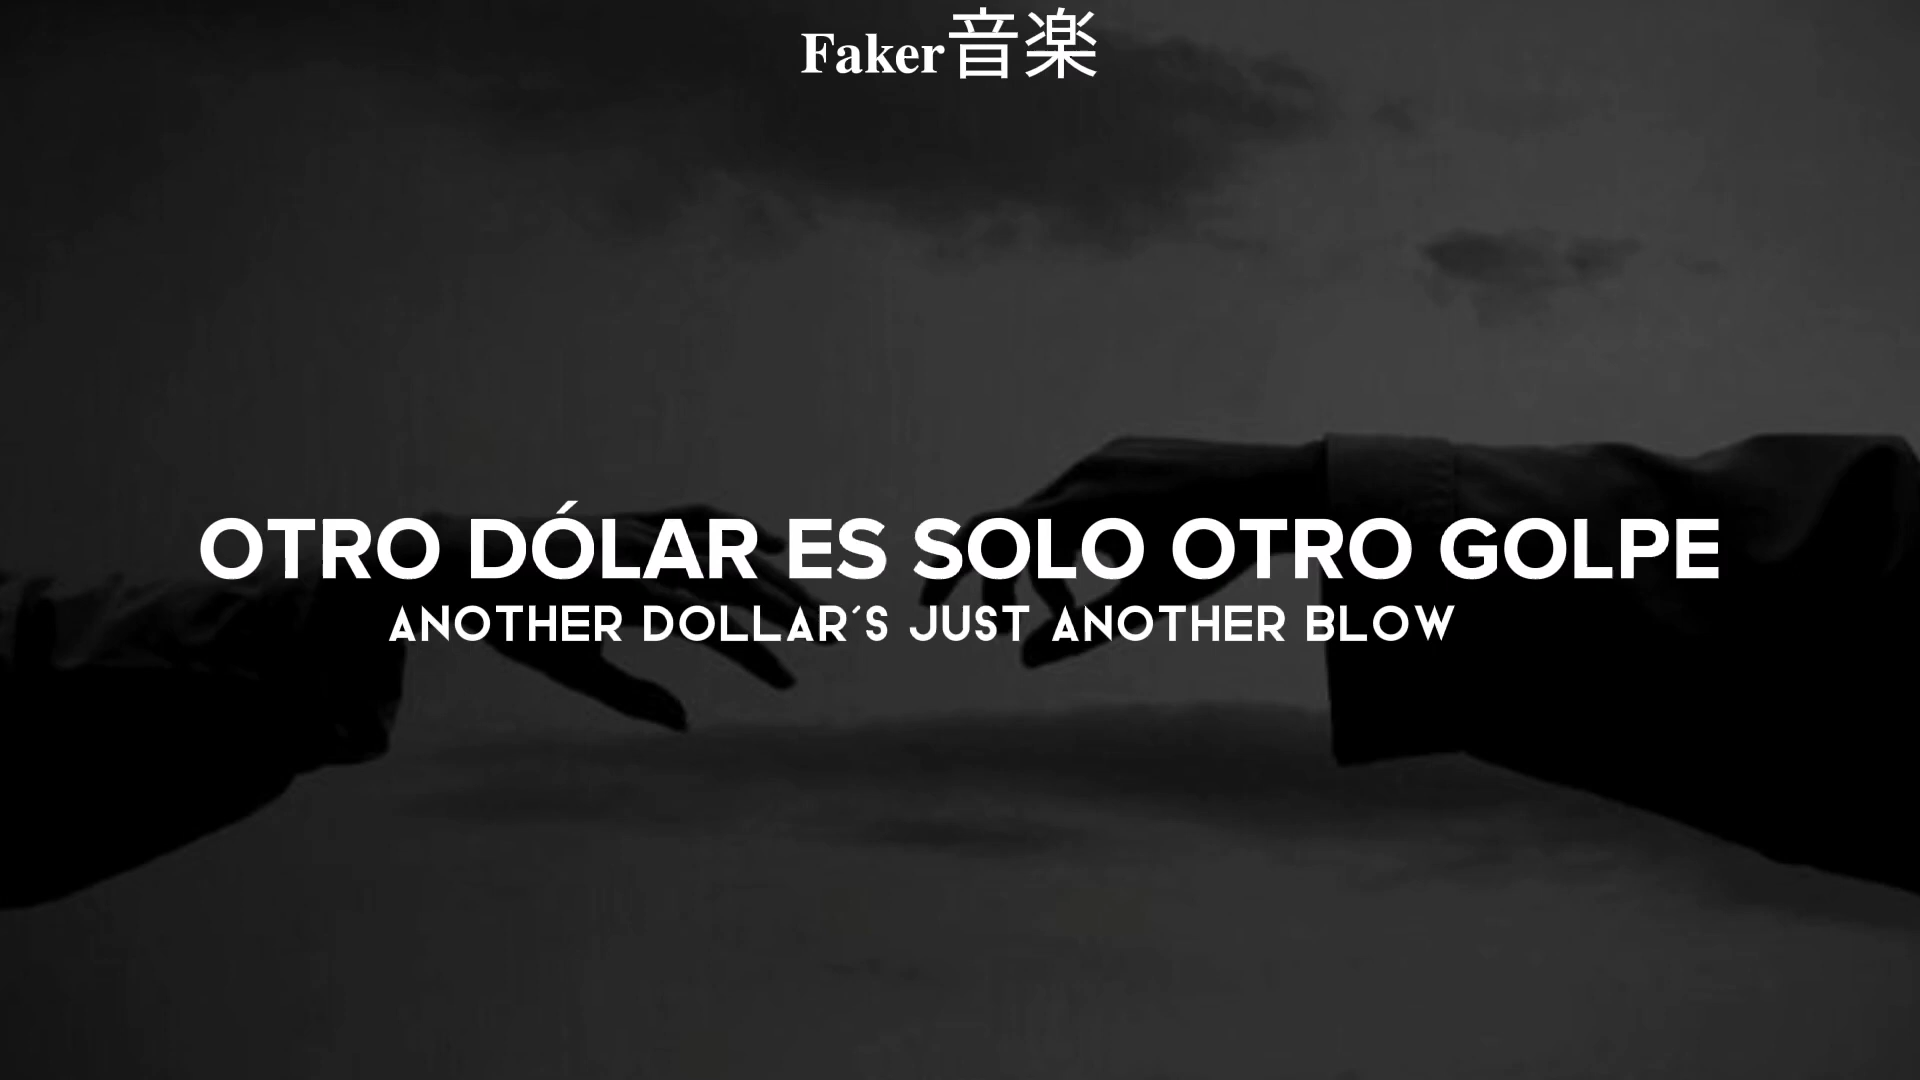 Faker音楽
OTRO DÓLAR ES SOLO OTRO GOLPE
ANOTHER DOLLAR´S JUST ANOTHER BLOW